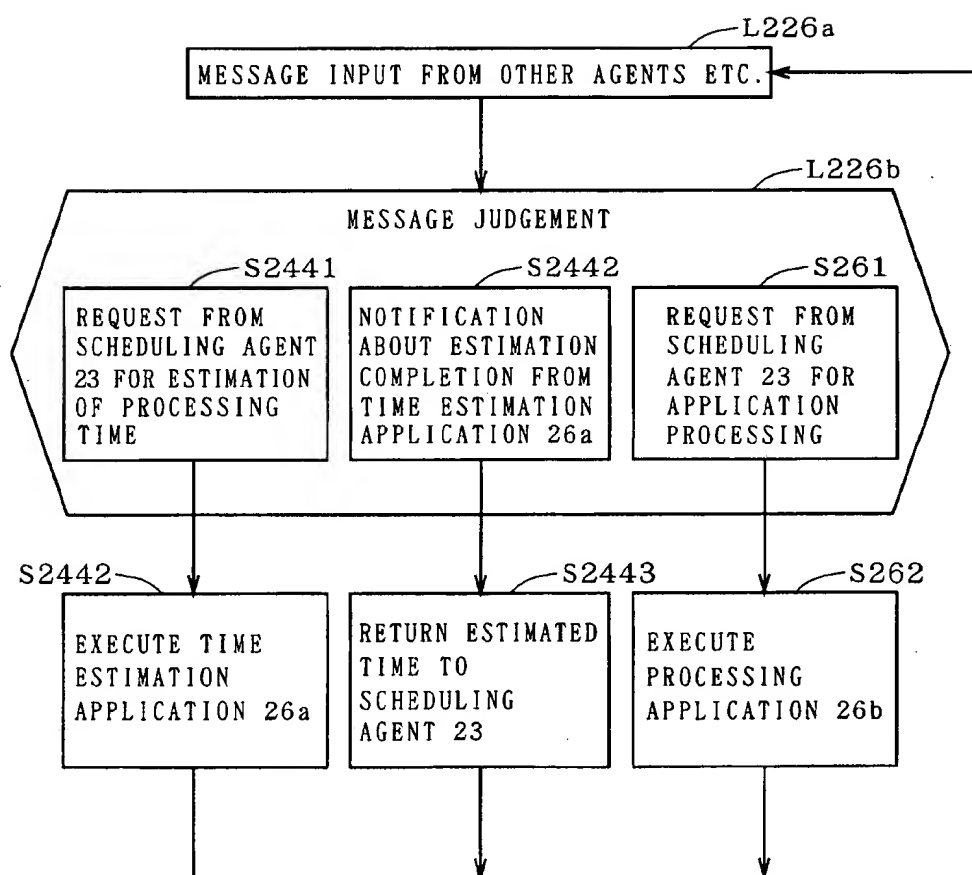 L226a
MESSAGE INPUT FROM OTHER AGENTS ETC.
L226b
MESSAGE JUDGEMENT
S2441
REQUEST FROM
SCHEDULING AGENT
23 FOR ESTIMATION
OF PROCESSING
TIME
S2442
NOTIFICATION
ABOUT ESTIMATION
COMPLETION FROM
TIME ESTIMATION
APPLICATION 26a
S261
REQUEST FROM
SCHEDULING
AGENT 23 FOR
APPLICATION
PROCESSING
S2442
EXECUTE TIME
ESTIMATION
APPLICATION 26a
S2443
RETURN ESTIMATED
TIME TO
SCHEDULING
AGENT 23
S262
EXECUTE
PROCESSING
APPLICATION 26b